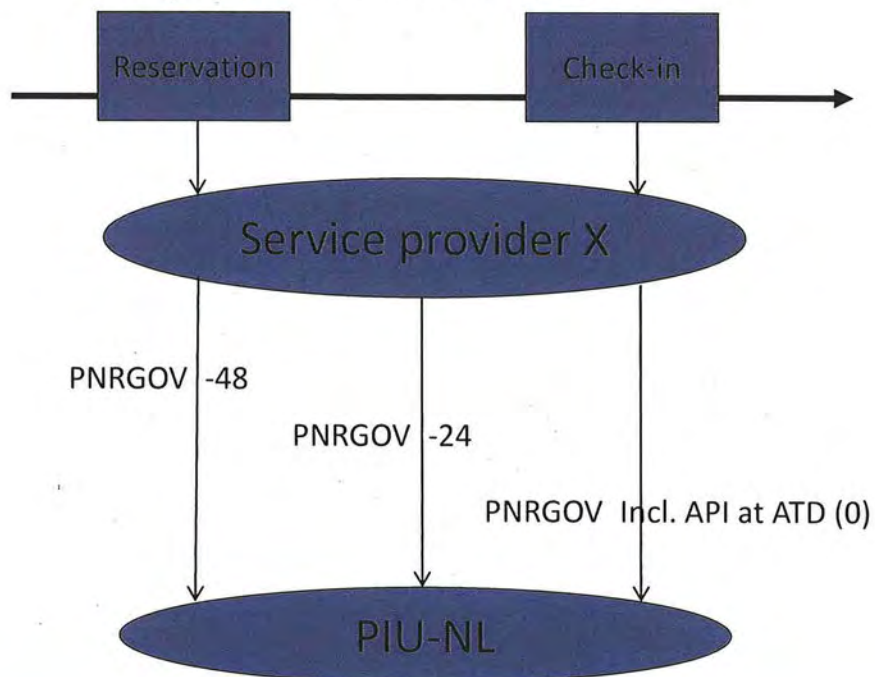 Reservation
Check-in
Service provider X
PNRGOV -48
PNRGOV -24
PNRGOV Incl. API at ATD (0)
PIU-NL